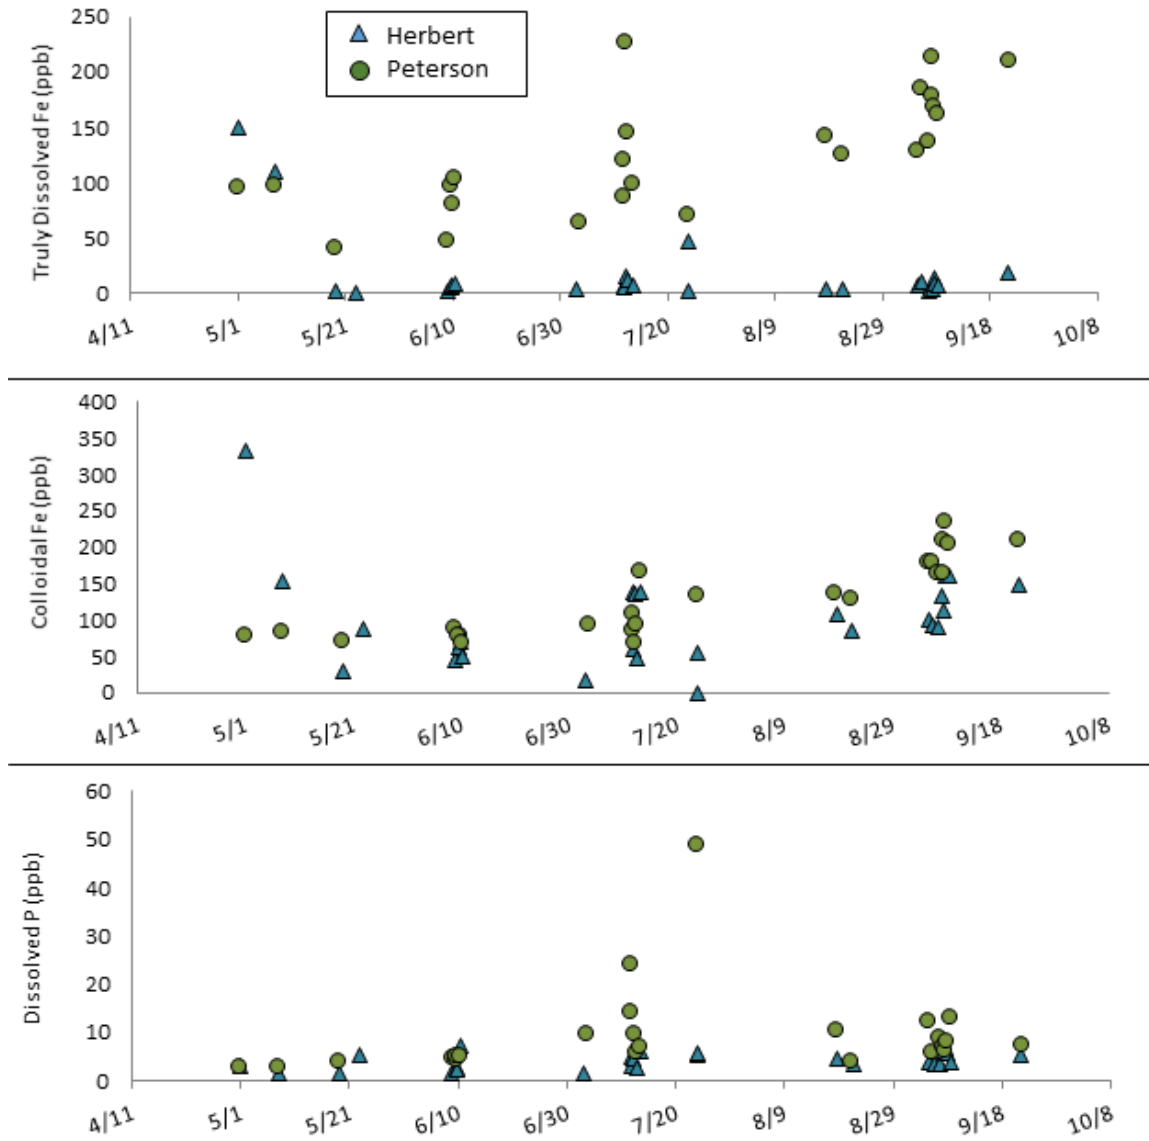 Herbert
Peterson
Truly Dissolved Fe (ppb)
250
200
150
100
50
0
4/11 5/1 5/21 6/10 6/30 7/20 8/9 8/29 9/18 10/8
Colloidal Fe (ppb)
400
350
300
250
200
150
100
50
0
4/11 5/1 5/21 6/10 6/30 7/20 8/9 8/29 9/18 10/8
Dissolved P (ppb)
60
50
40
30
20
10
0
4/11 5/1 5/21 6/10 6/30 7/20 8/9 8/29 9/18 10/8